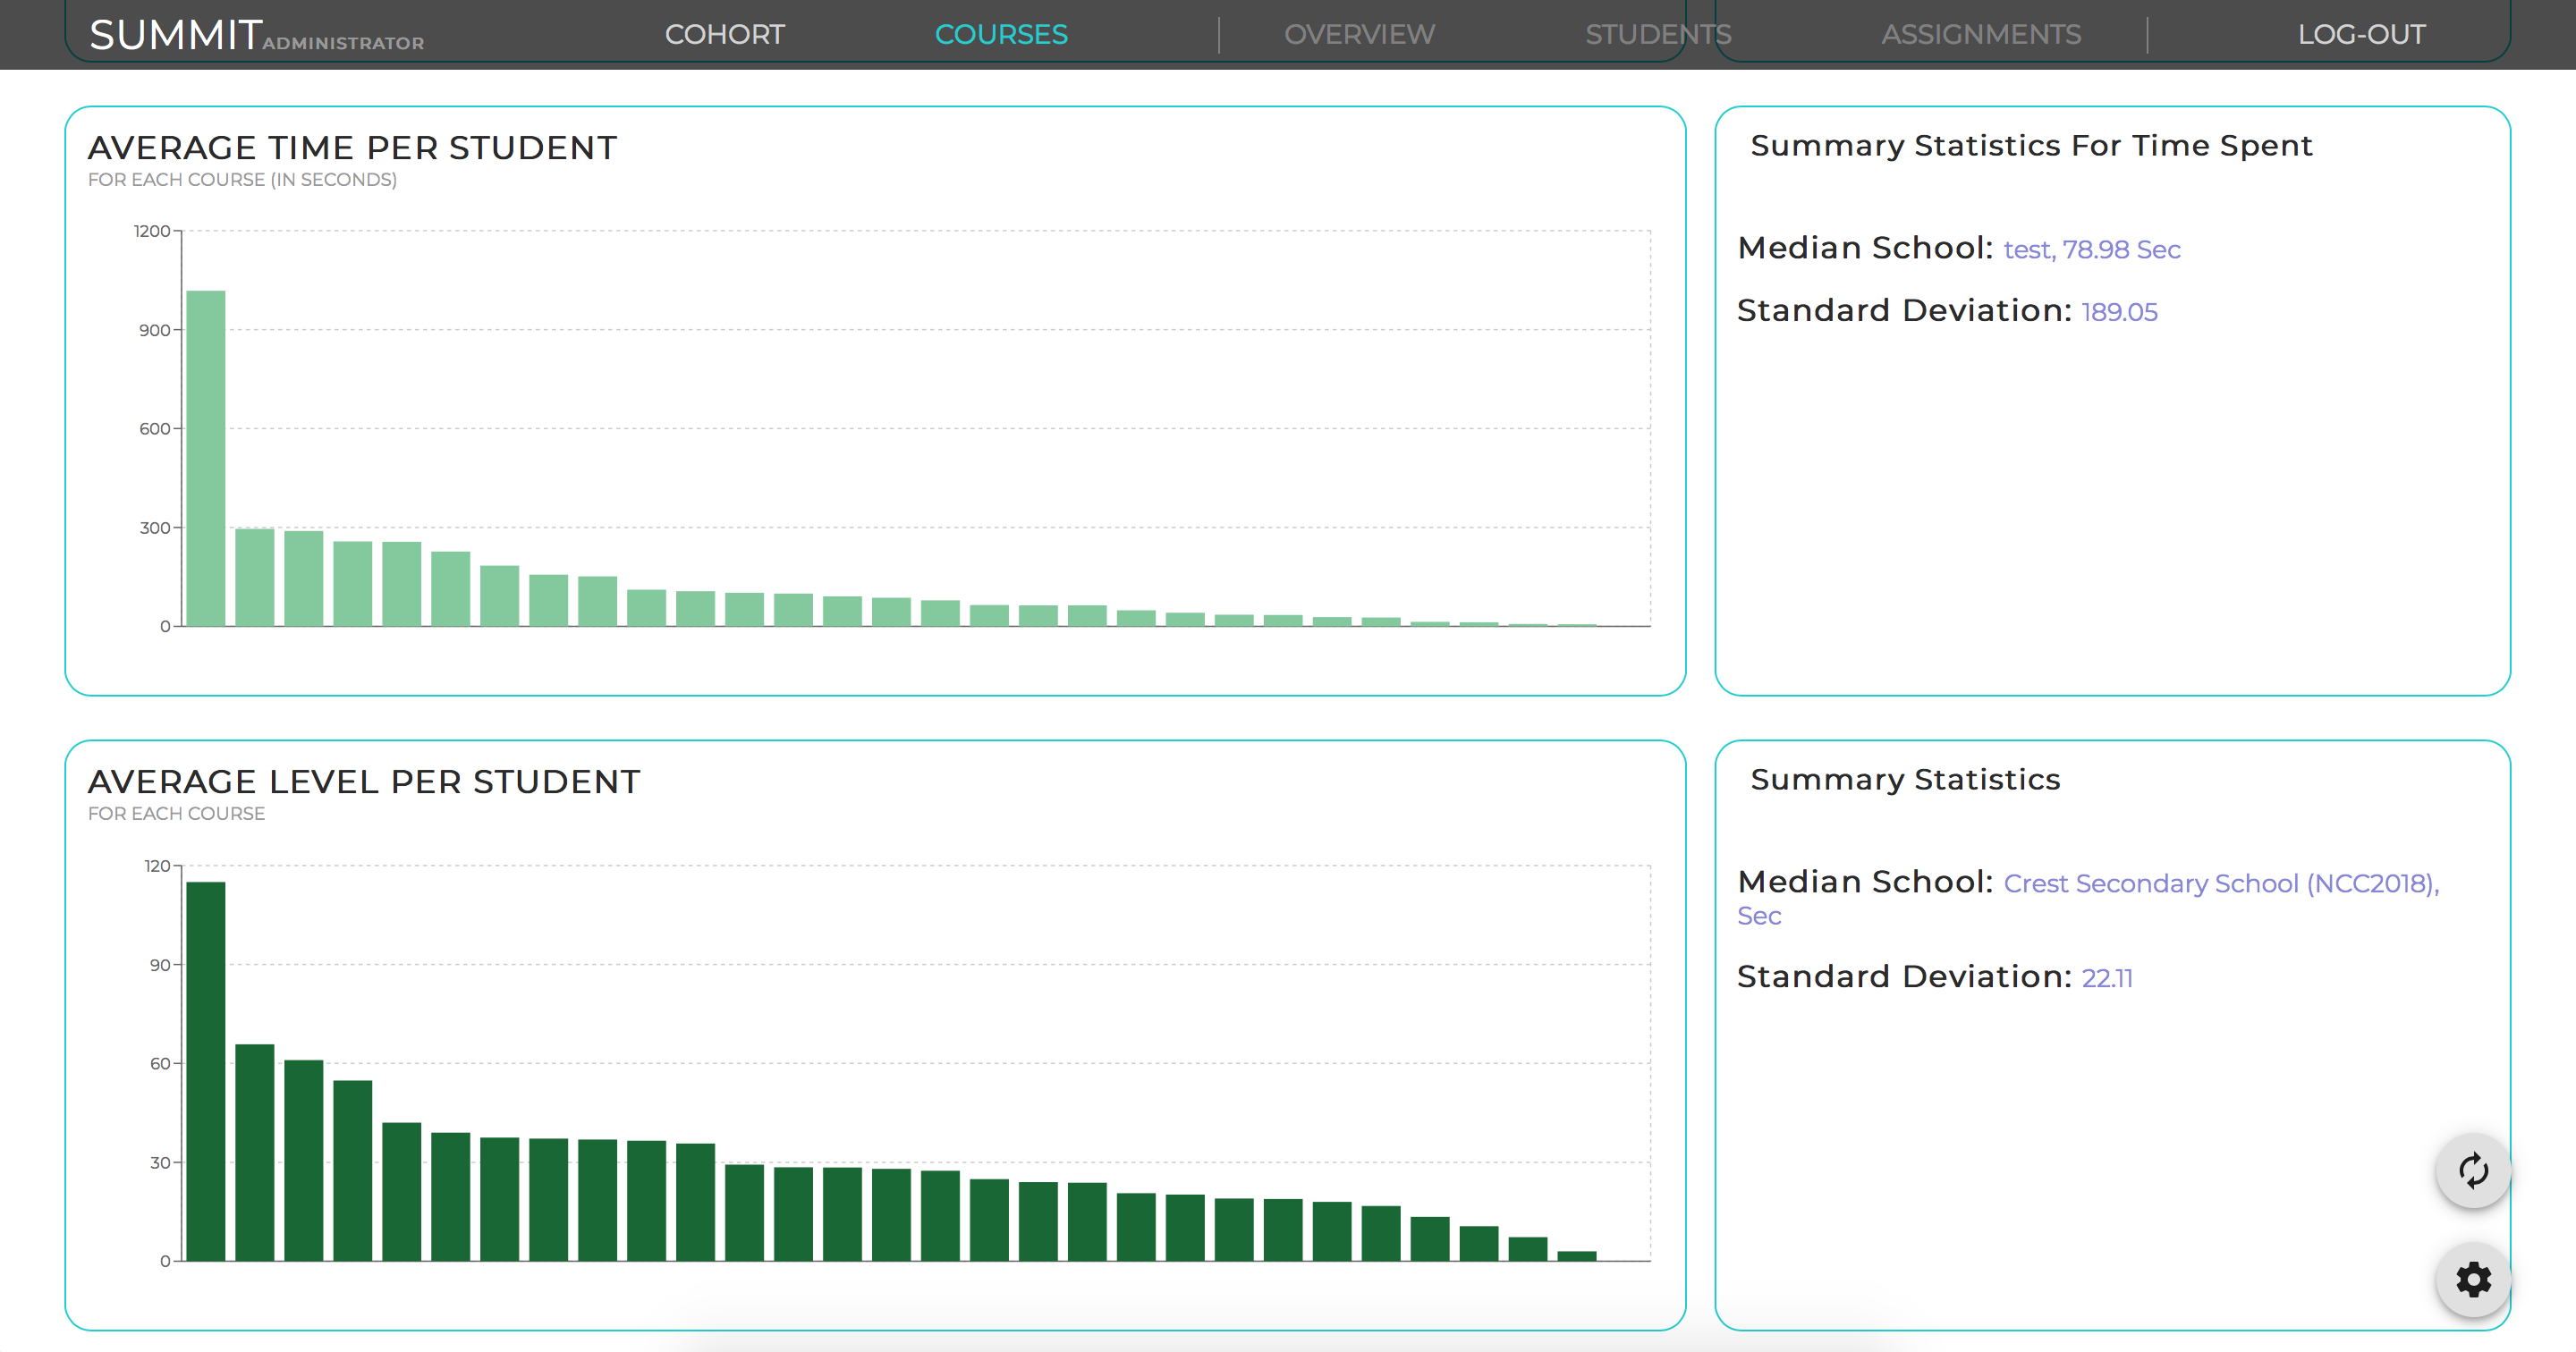 SUMMIT ADMINISTRATOR COHORT COURSES OVERVIEW STUDENTS ASSIGNMENTS LOG-OUT
AVERAGE TIME PER STUDENT
FOR EACH COURSE (IN SECONDS)
1200
900
600
300
0
Summary Statistics For Time Spent
Median School: test, 78.98 Sec
Standard Deviation: 189.05
AVERAGE LEVEL PER STUDENT
FOR EACH COURSE
120
90
60
30
0
Summary Statistics
Median School: Crest Secondary School (NCC2018),
Sec
Standard Deviation: 22.11